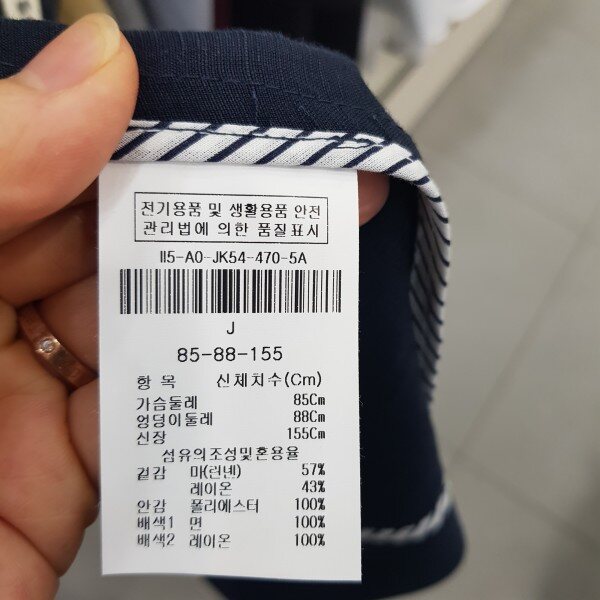 전기용품 및 생활용품 안전
관리법에 의한 품질표시
II5-A0-JK54-470-5A
J
85-88-155
항 목 신체치수(Cm)
가슴둘레 85Cm
엉덩이둘레 88Cm
신장 155Cm
섬유의조성및혼용율
겉감 마(린넨) 57%
레이온 43%
안감 폴리에스터 100%
배색1 면 100%
배색2 레이온 100%